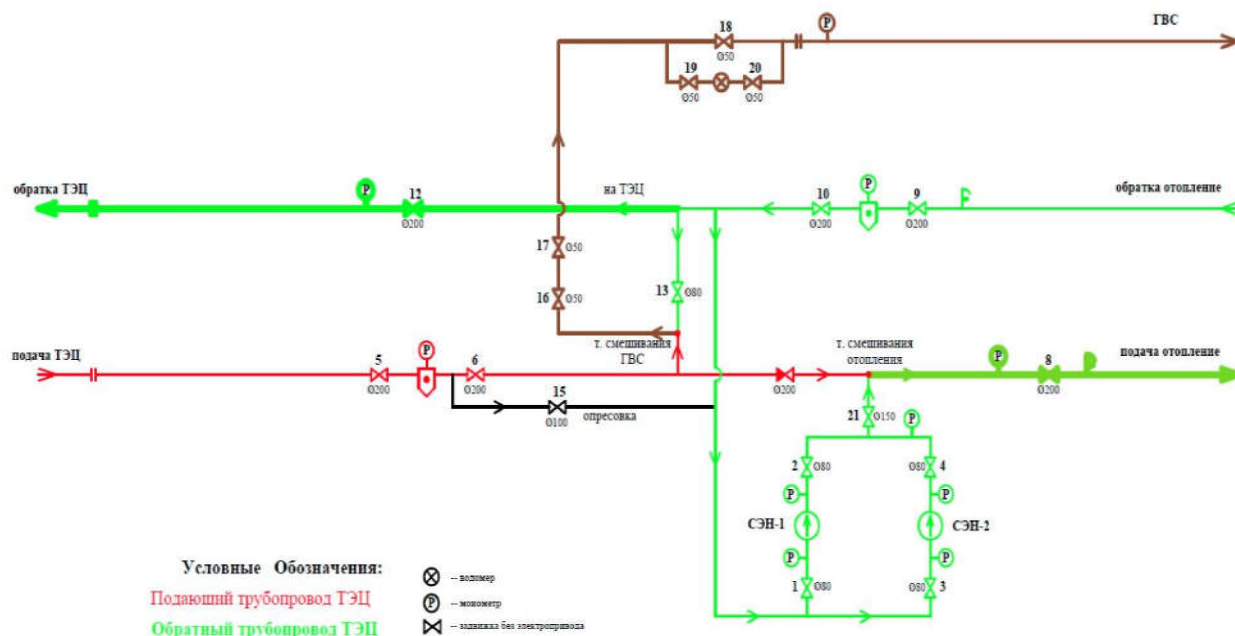 18
P
ГВС
Ø50
19
20
Ø50
Ø50
обратка ТЭЦ
P
12
на ТЭЦ
10
P
9
обратка отопление
Ø200
Ø200
Ø200
17
Ø50
16
Ø50
13
Ø80
подача ТЭЦ
5
P
6
т. смешивания
ГВС
т. смешивания
отопления
P
8
подача отопление
Ø200
Ø200
Ø200
Ø200
15
Ø100
опресовка
21
Ø150
P
2
Ø80
Ø80
4
P
P
СЭН-1
СЭН-2
P
P
1
Ø80
Ø80
3
Условные Обозначения:
Подаюший трубопровод ТЭЦ
Обратный трубопровод ТЭЦ
-- водомер
P
-- монометр
-- задвижка без электропривода